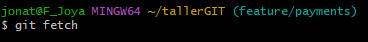 jonat@F_Joya MINGW64 ~/tallerGIT (feature/payments)
$ git fetch